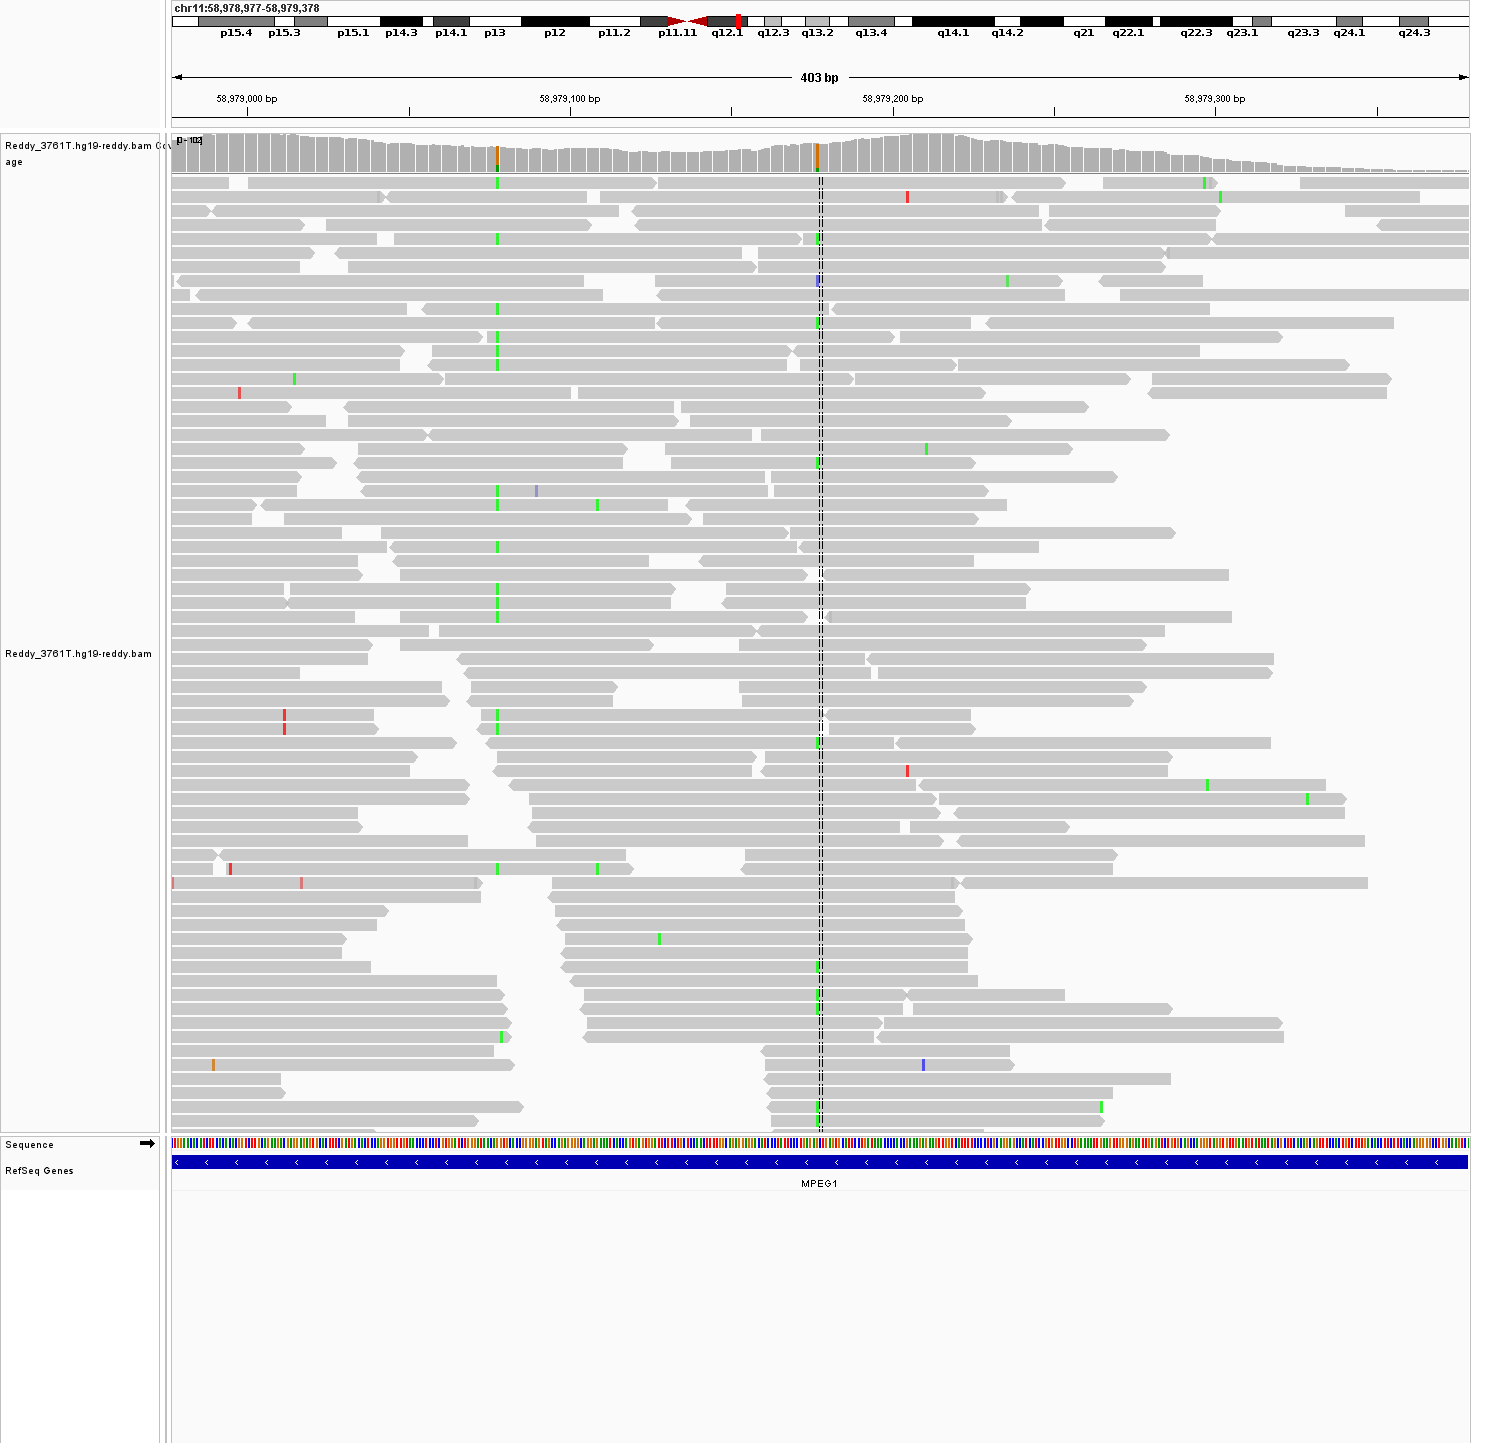 chr11:58,978,977-58,979,378
p15.4 p15.3 p15.1 p14.3 p14.1 p13 p12 p11.2 p11.11 q12.1 q12.3 q13.2 q13.4 q14.1 q14.2 q21 q22.1 q22.3 q23.1 q23.3 q24.1 q24.3
403 bp
58,979,000 bp 58,979,100 bp 58,979,200 bp 58,979,300 bp
Reddy_3761T.hg19-reddy.bam Cov
age
[0 - 102]
Reddy_3761T.hg19-reddy.bam
Sequence
RefSeq Genes
MPEG1